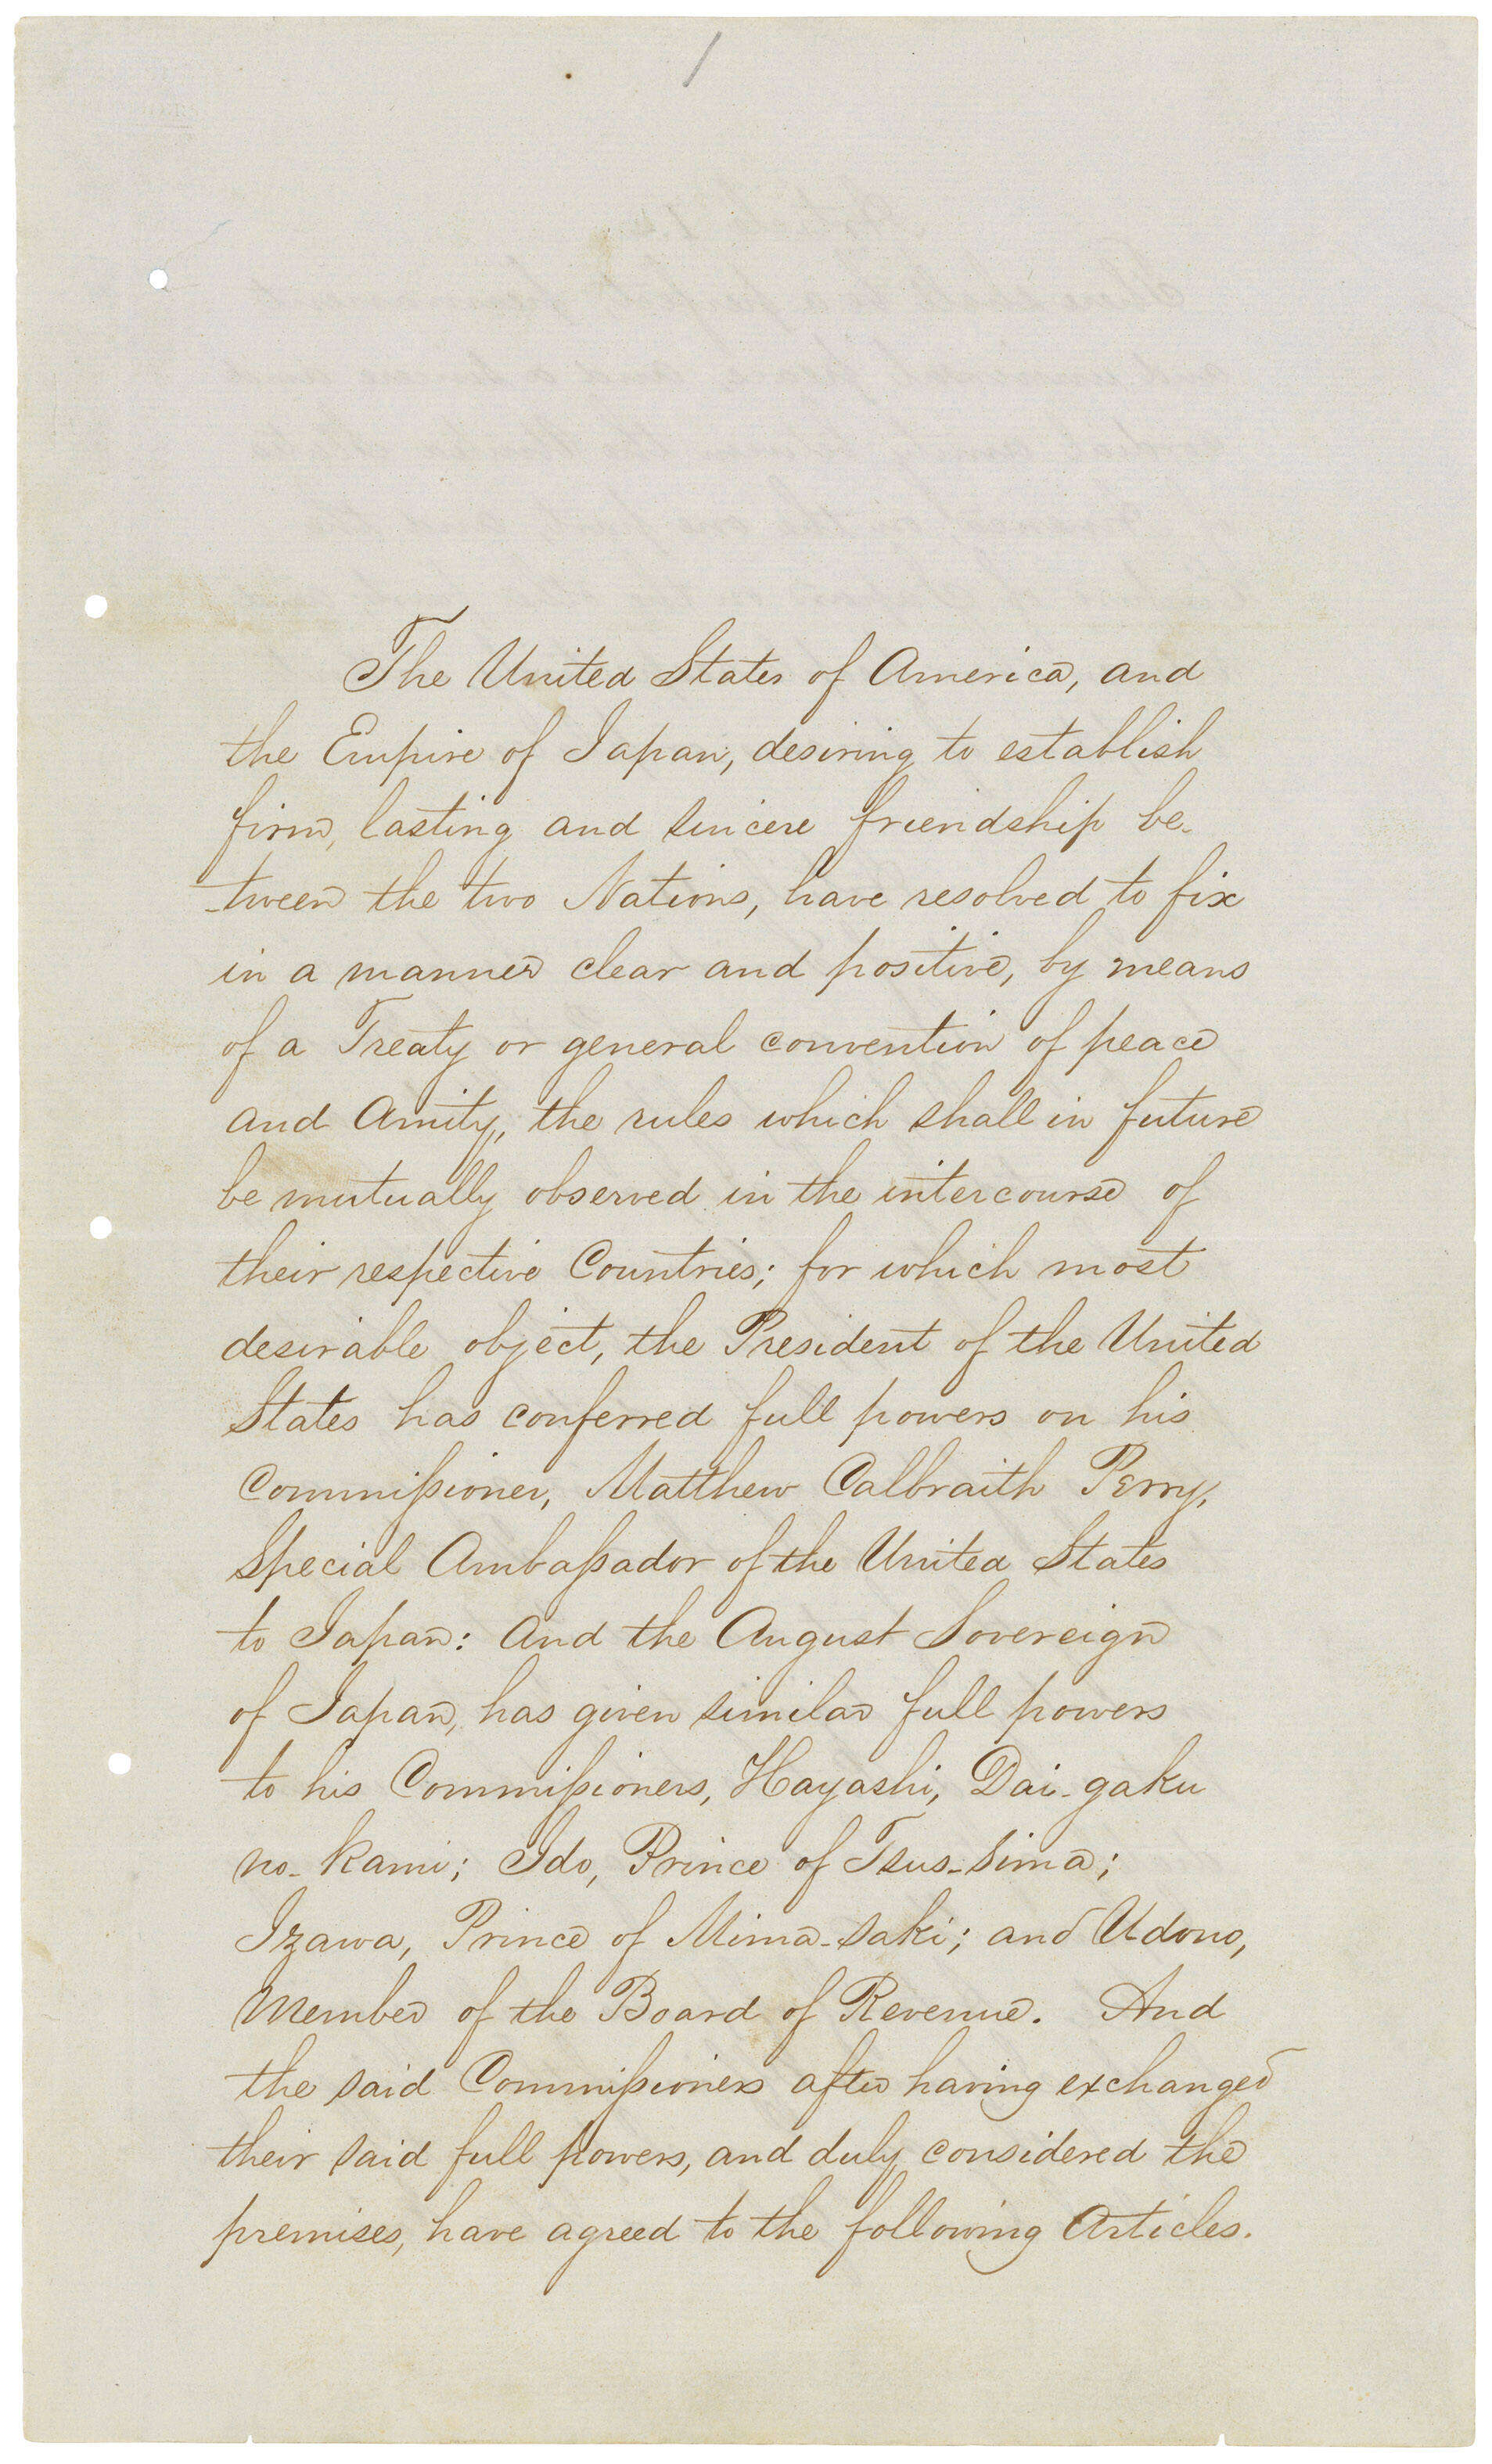 /
The United States of America, and
the Empire of Japan, desiring to establish
firm, lasting and sincere friendship be-
-tween the two Nations, have resolved to fix
in a manner clear and positive, by means
of a Treaty or general convention of peace
and Amity, the rules which shall in future
be mutually observed in the intercourse of
their respective Countries; for which most
desirable object, the President of the United
States has conferred full powers on his
Commissioner, Matthew Calbraith Perry,
Special Ambassador of the United States
to Japan: And the August Sovereign
of Japan, has given similar full powers
to his Commissioners, Hayashi, Dai-gaku
no-kami; Ido, Prince of Tsus-sima;
Izawa, Prince of Mima-saki; and Udono,
Member of the Board of Revenue. And
the said Commissioners after having exchanged
their said full powers, and duly considered the
premises, have agreed to the following Articles.